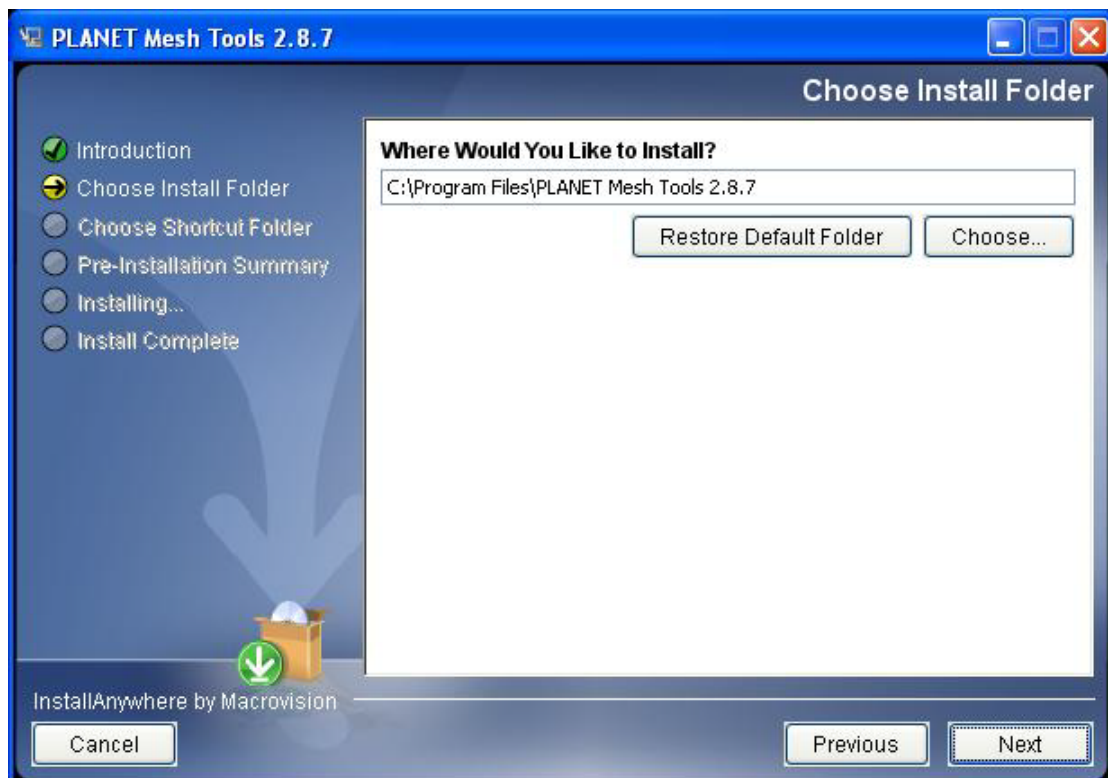 PLANET Mesh Tools 2.8.7
Choose Install Folder
Introduction
Choose Install Folder
Choose Shortcut Folder
Pre-Installation Summary
Installing...
Install Complete
Where Would You Like to Install?
C:\Program Files\PLANET Mesh Tools 2.8.7
Restore Default Folder
Choose...
InstallAnywhere by Macrovision
Cancel
Previous
Next